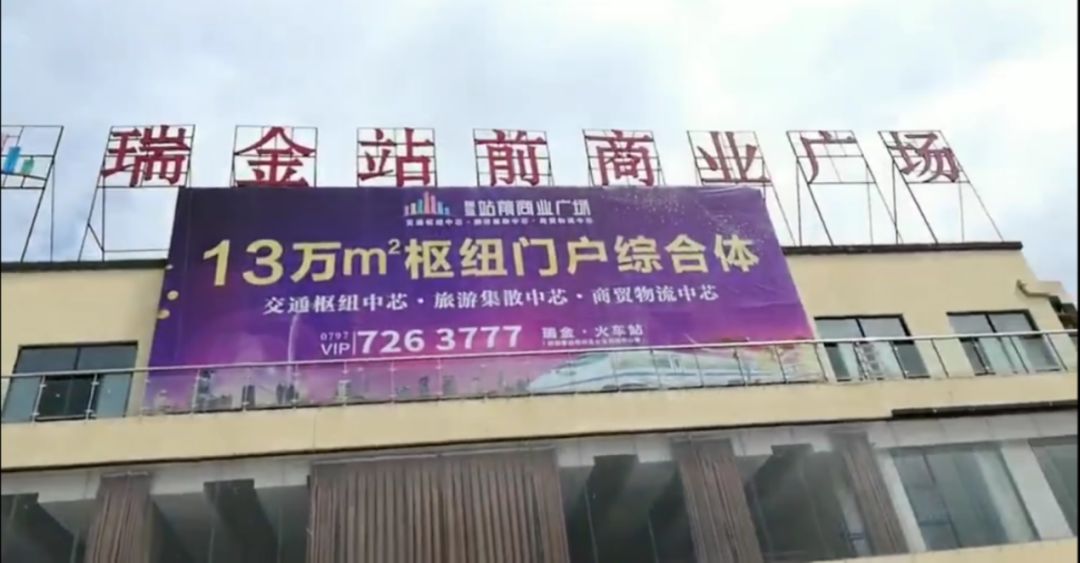 瑞金站前商业广场
站前商业广场
13万m²枢纽门户综合体
交通枢纽中芯·旅游集散中芯·商贸物流中芯
0797
VIP 726 3777 瑞金·火车站